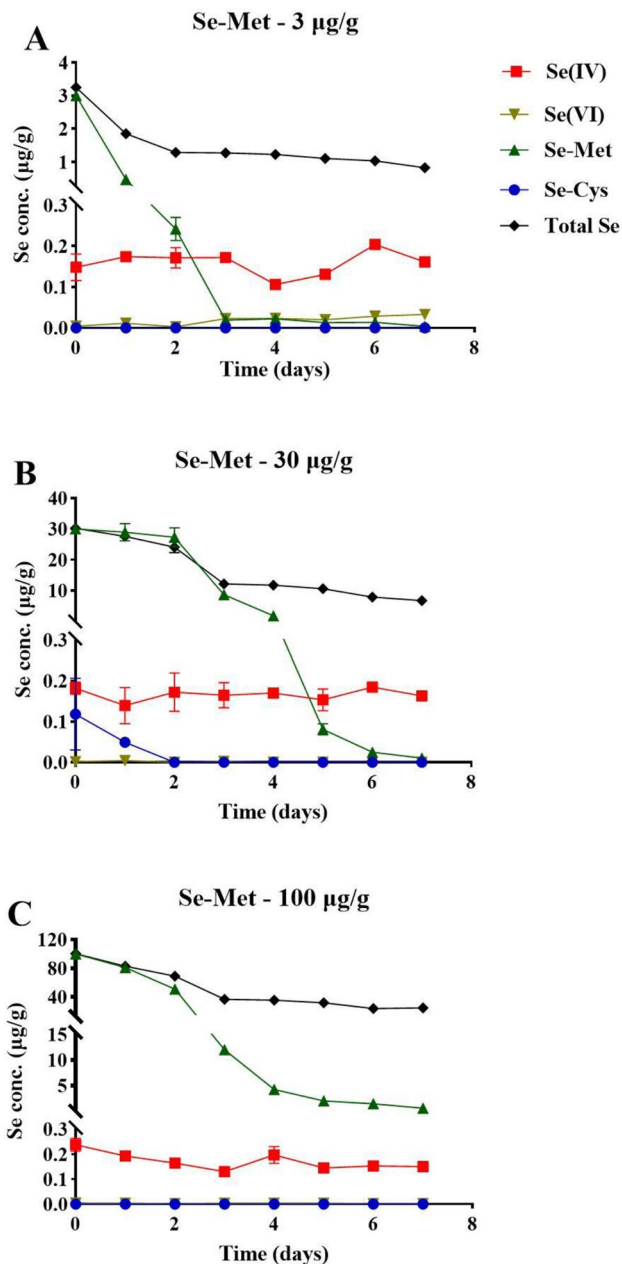 Se-Met - 3 µg/g
A
4
3
2
1
0.3
0.2
0.1
0.0
Se conc. (µg/g)
0 2 4 6 8
Time (days)
Se(IV)
Se(VI)
Se-Met
Se-Cys
Total Se
Se-Met - 30 µg/g
B
40
30
20
10
0.3
0.2
0.1
0.0
Se conc. (µg/g)
0 2 4 6 8
Time (days)
Se-Met - 100 µg/g
C
120
80
40
15
10
5
0.3
0.2
0.1
0.0
Se conc. (µg/g)
0 2 4 6 8
Time (days)